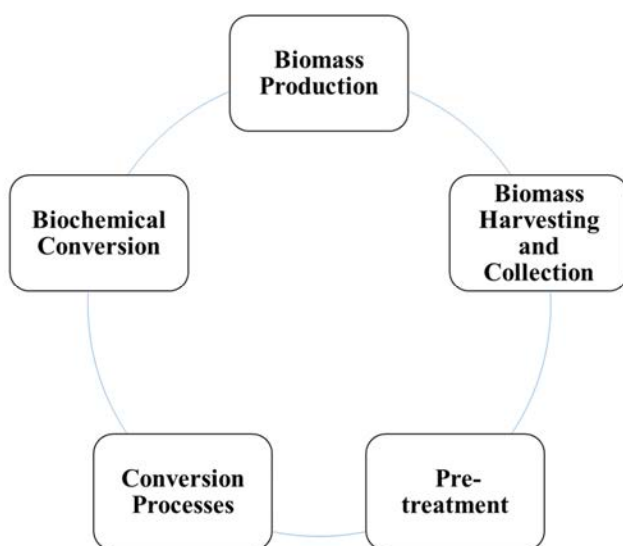 Biomass
Production
Biomass
Harvesting
and
Collection
Pre-
treatment
Conversion
Processes
Biochemical
Conversion